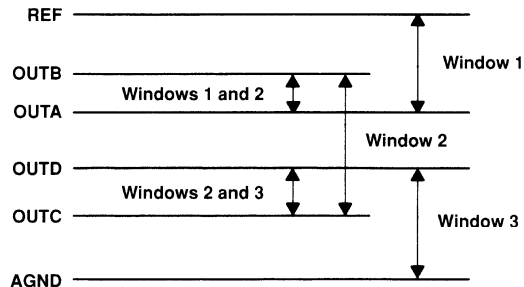 REF
Window 1
OUTB
Windows 1 and 2
OUTA
Window 2
OUTD
Windows 2 and 3
OUTC
Window 3
AGND